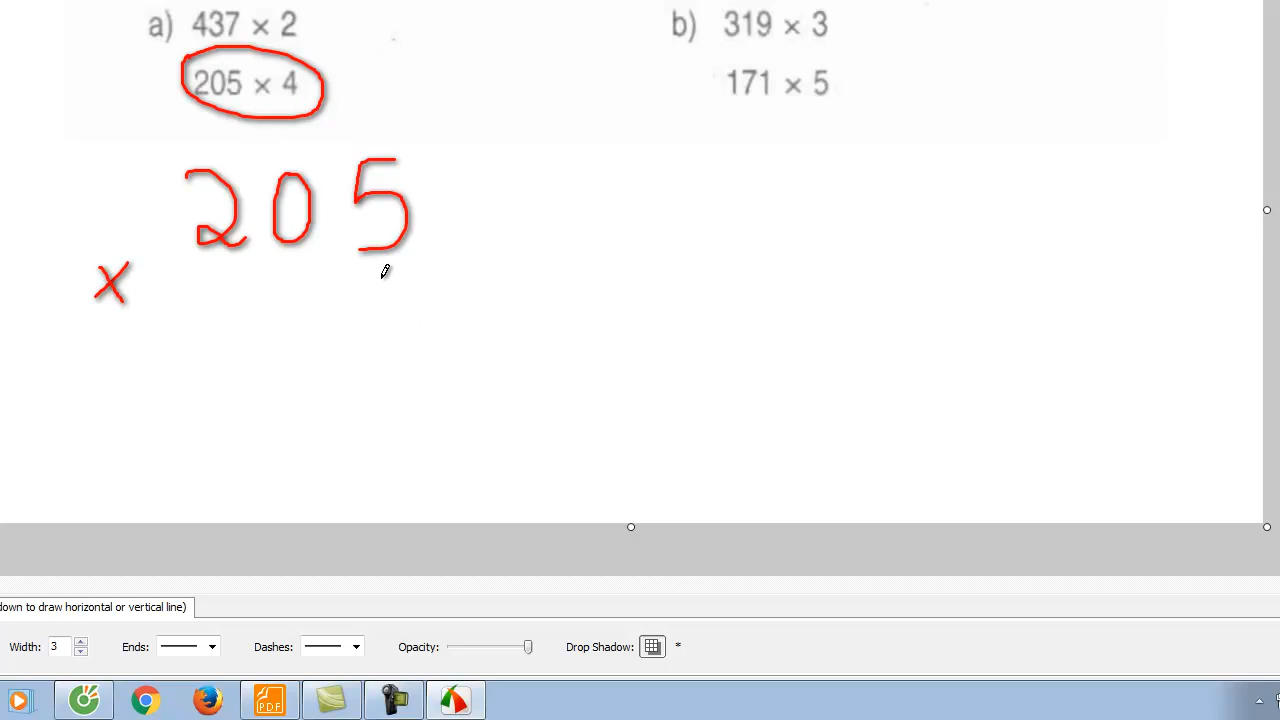 a) 437 × 2
b) 319 × 3
205 × 4
171 × 5
205
×
down to draw horizontal or vertical line)
Width: 3 Ends: Dashes: Opacity: Drop Shadow: *
PDF